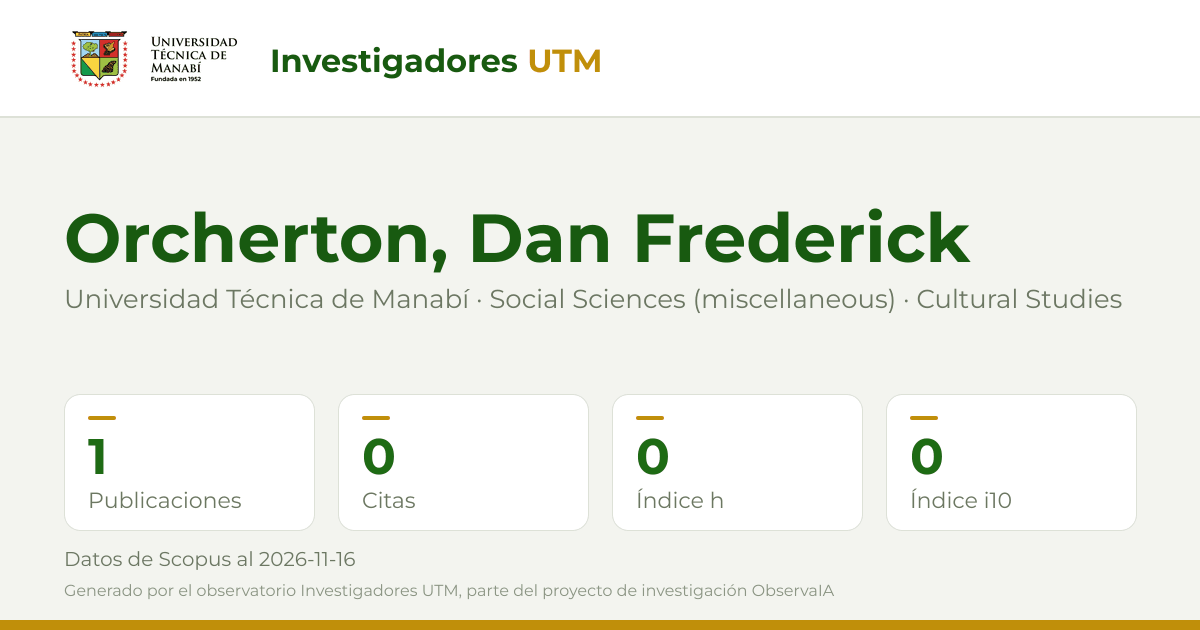 UNIVERSIDAD
TÉCNICA DE
MANABÍ
Fundada en 1952
Investigadores UTM
Orcherton, Dan Frederick
Universidad Técnica de Manabí · Social Sciences (miscellaneous) · Cultural Studies
1
Publicaciones
0
Citas
0
Índice h
0
Índice i10
Datos de Scopus al 2026-11-16
Generado por el observatorio Investigadores UTM, parte del proyecto de investigación ObservaIA